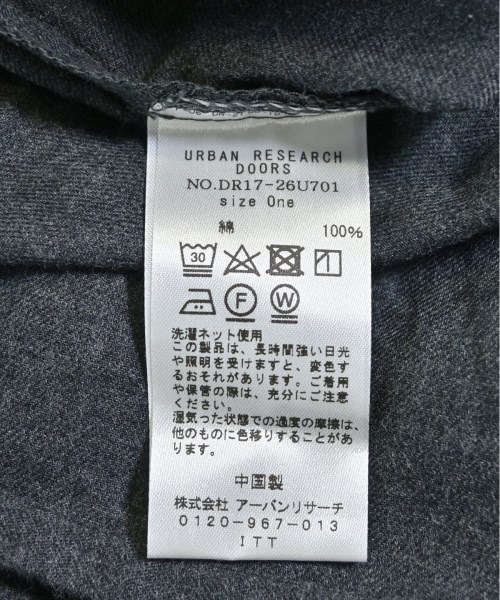 URBAN RESEARCH
DOORS
NO.DR17-26U701
size One
綿 100%
30
F W
洗濯ネット使用
この製品は、長時間強い日光
や照明を受けますと、変色す
るおそれがあります。ご着用
や保管の際は、充分にご注意
ください。
湿気った状態での過度の摩擦は、
他のものに色移りすることがあ
ります。
中国製
株式会社 アーバンリサーチ
0120-967-013
ITT